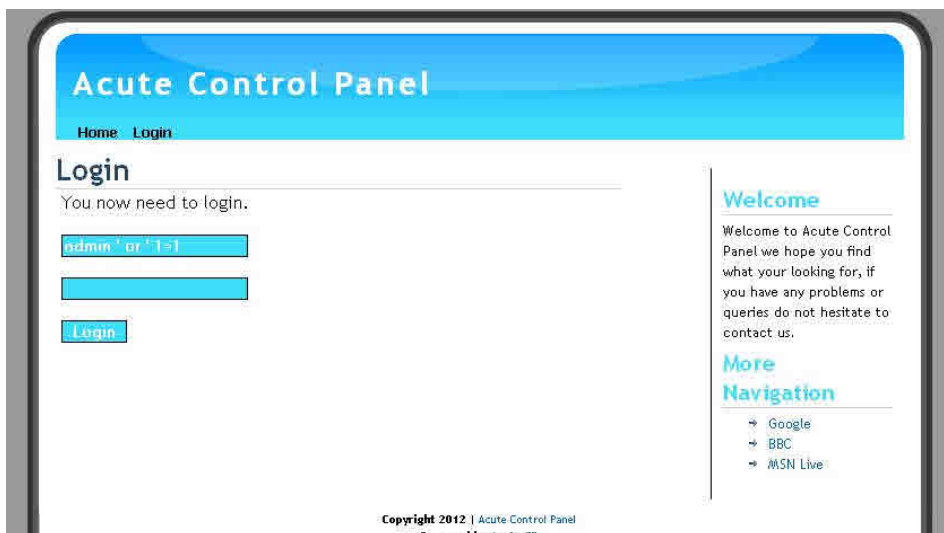 Acute Control Panel
Home Login
Login
You now need to login.
admin ' or ' 1=1
Login
Welcome
Welcome to Acute Control
Panel we hope you find
what your looking for, if
you have any problems or
queries do not hesitate to
contact us.
More
Navigation
Google
BBC
MSN Live
Copyright 2012 | Acute Control Panel